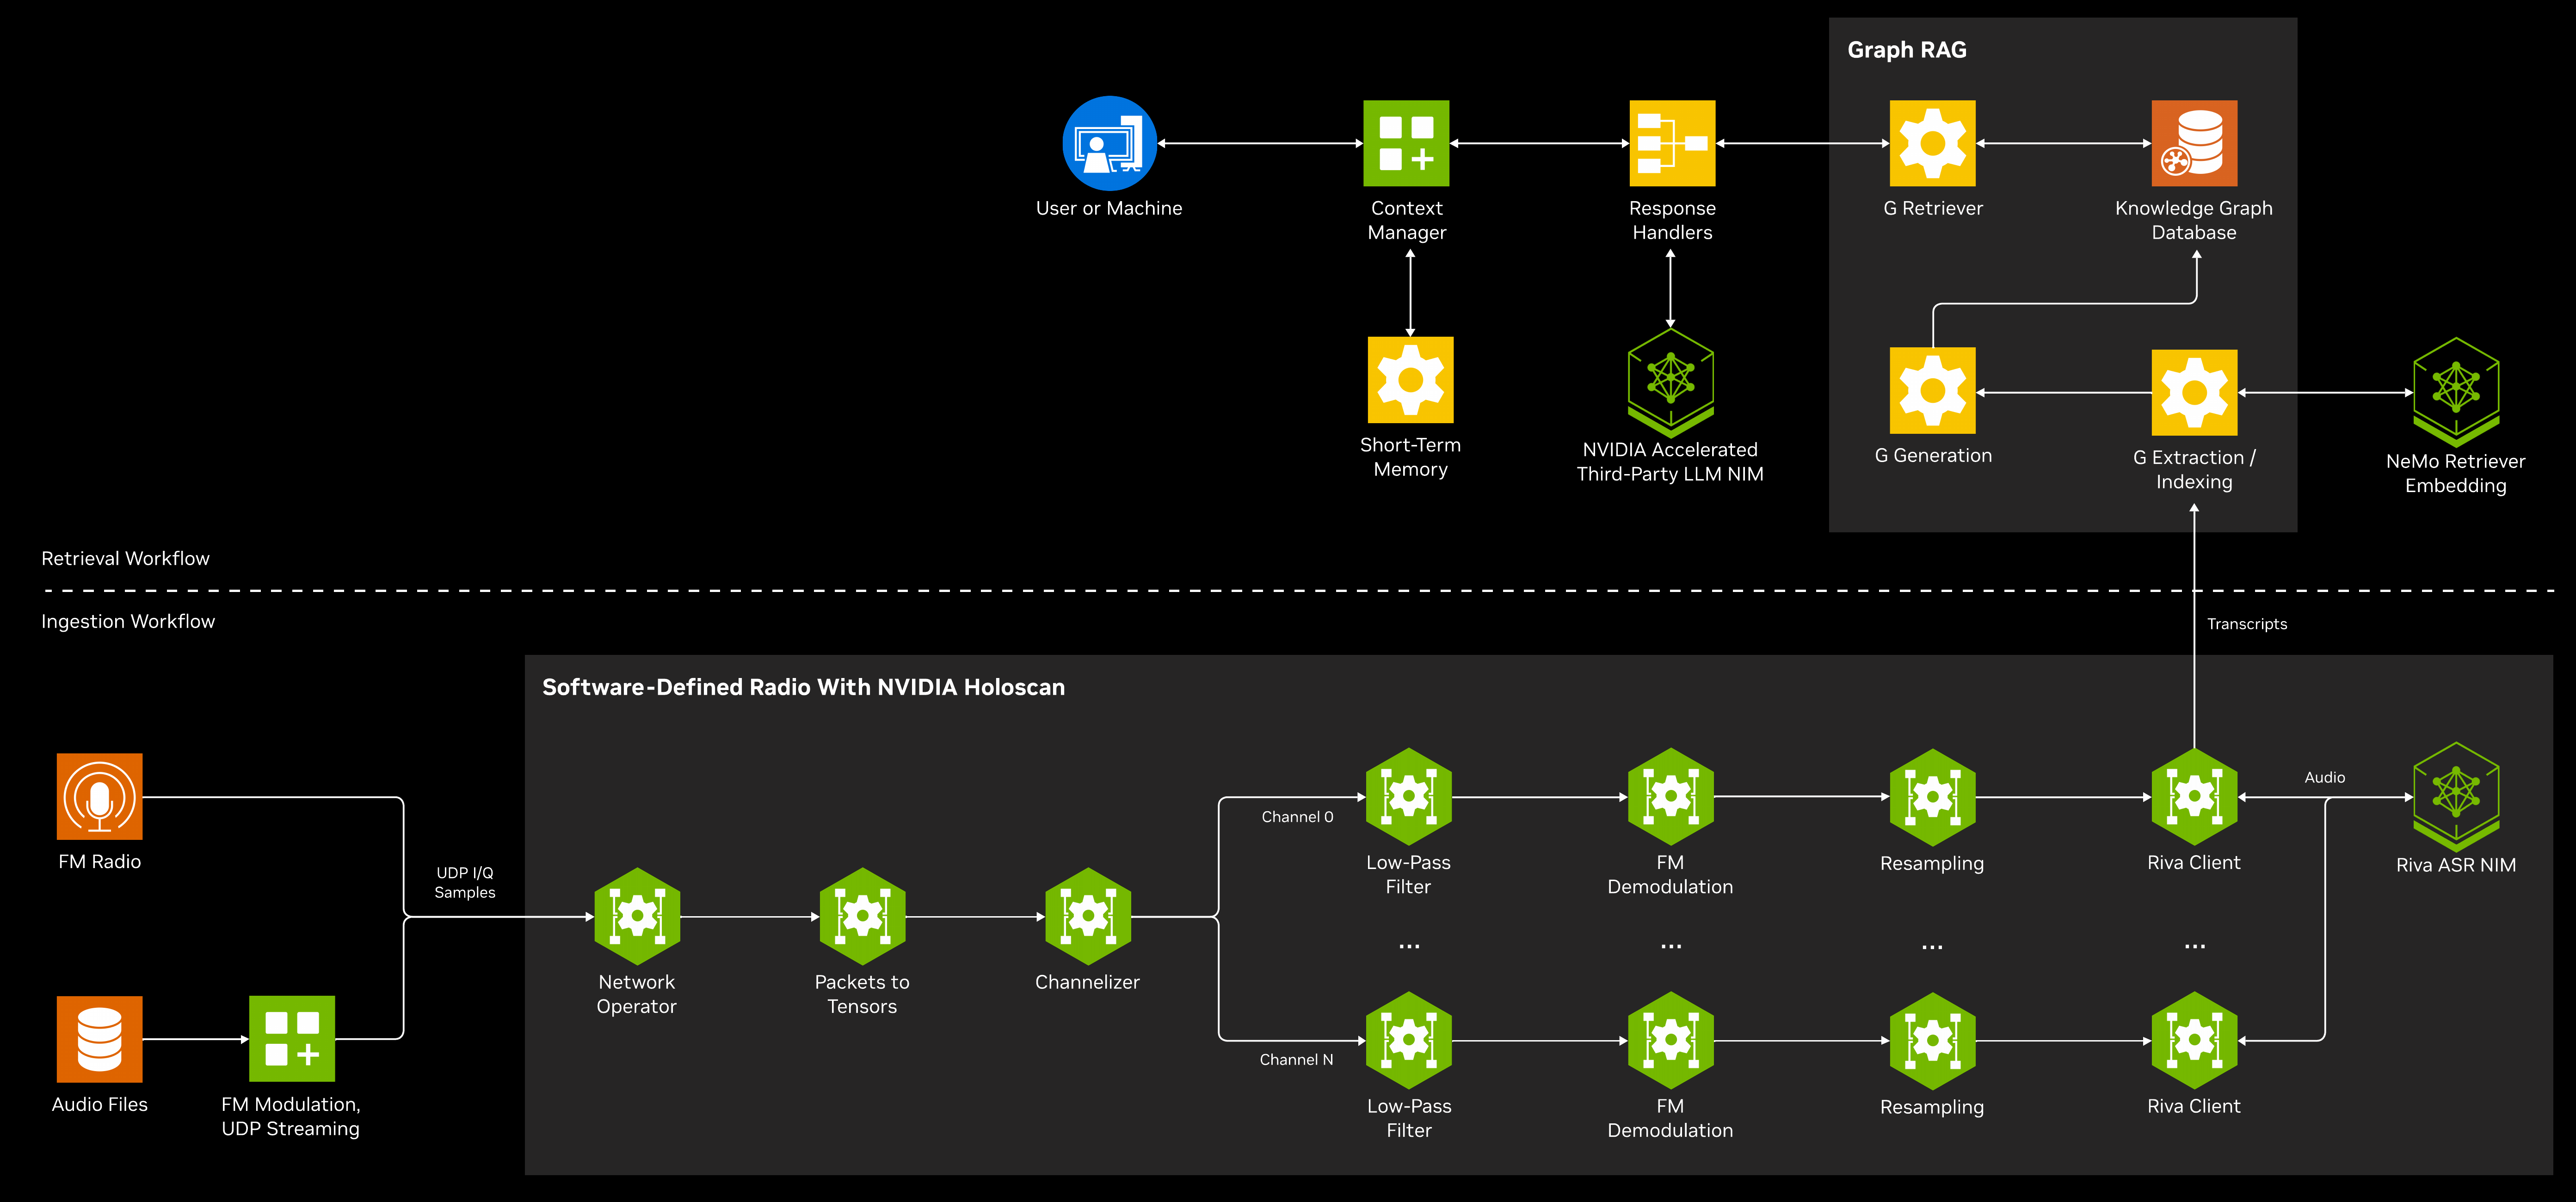 Graph RAG
User or Machine
Context
Manager
Response
Handlers
G Retriever
Knowledge Graph
Database
Short-Term
Memory
NVIDIA Accelerated
Third-Party LLM NIM
G Generation
G Extraction /
Indexing
NeMo Retriever
Embedding
Retrieval Workflow
Ingestion Workflow
Transcripts
Software-Defined Radio With NVIDIA Holoscan
FM Radio
UDP I/Q
Samples
Audio Files
FM Modulation,
UDP Streaming
Network
Operator
Packets to
Tensors
Channelizer
Channel 0
Low-Pass
Filter
FM
Demodulation
Resampling
Riva Client
Audio
Riva ASR NIM
...
...
...
...
Channel N
Low-Pass
Filter
FM
Demodulation
Resampling
Riva Client